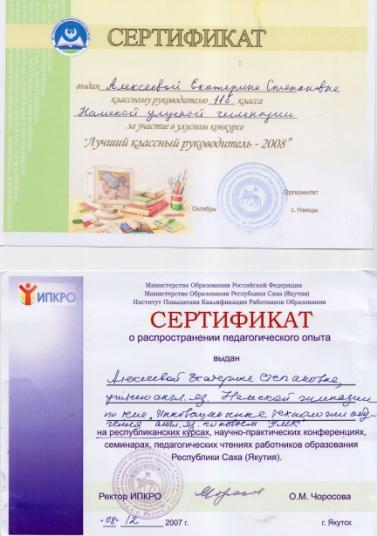 СЕРТИФИКАТ
выдан Алексеевой Екатерине Степановне
классному руководителю 11б класса
Намской улусной гимназии
за участие в улусном конкурсе
"Лучший классный руководитель - 2008"
Оргкомитет
Октябрь с. Намцы
ИПКРО
Министерство Образования Российской Федерации
Министерство Образования Республики Саха (Якутия)
Институт Повышения Квалификации Работников Образования
СЕРТИФИКАТ
о распространении педагогического опыта
выдан
Алексеевой Екатерине Степановне,
учителю англ. яз. Намской гимназии
по теме „Инновационные технологии обу-
чения англ. яз. по новым УМК"
на республиканских курсах, научно-практических конференциях,
семинарах, педагогических чтениях работников образования
Республики Саха (Якутия).
Ректор ИПКРО О.М. Чоросова
08 12 2007 г. г. Якутск